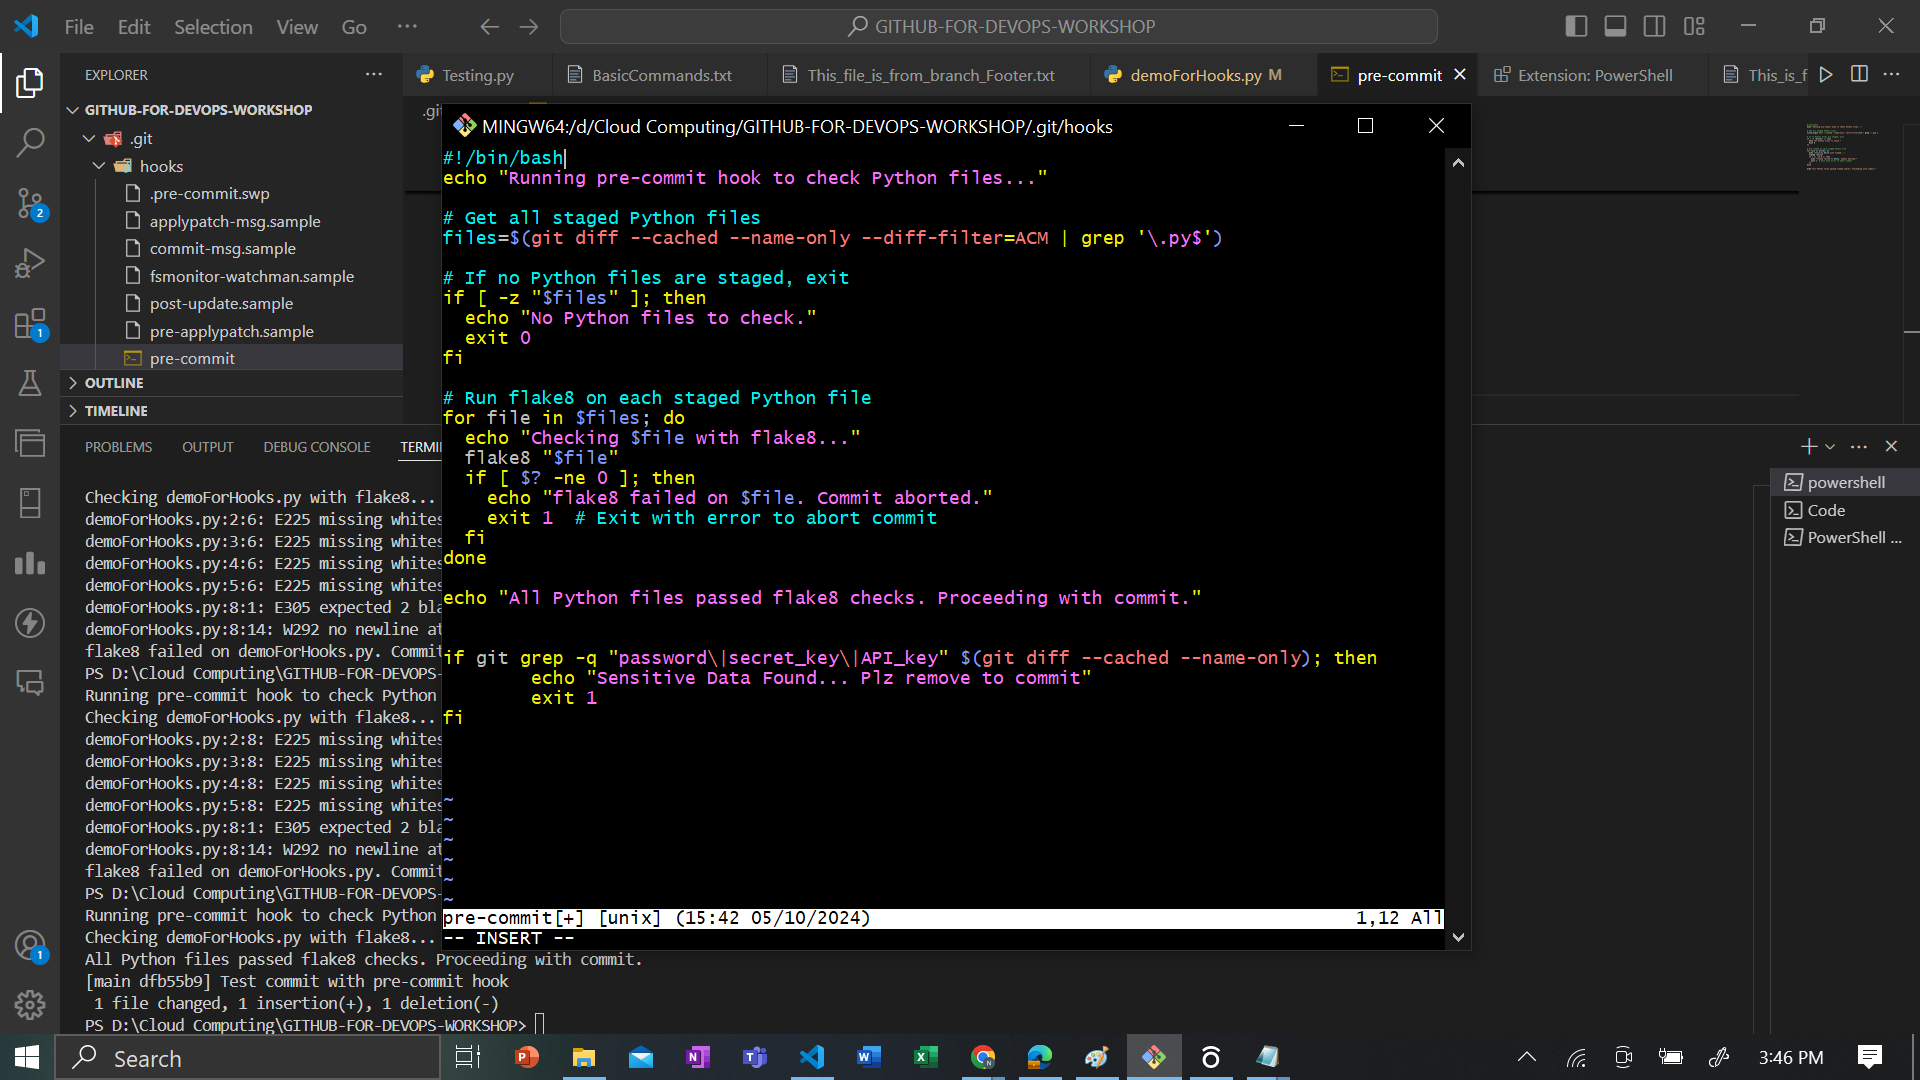 File Edit Selection View Go ···
GITHUB-FOR-DEVOPS-WORKSHOP
EXPLORER ···
Testing.py
BasicCommands.txt
This_file_is_from_branch_Footer.txt
demoForHooks.py M
pre-commit
Extension: PowerShell
This_is_f
GITHUB-FOR-DEVOPS-WORKSHOP
.git
hooks
.pre-commit.swp
applypatch-msg.sample
commit-msg.sample
fsmonitor-watchman.sample
post-update.sample
pre-applypatch.sample
pre-commit
OUTLINE
TIMELINE
2
1
1
.git
MINGW64:/d/Cloud Computing/GITHUB-FOR-DEVOPS-WORKSHOP/.git/hooks
#!/bin/bash
echo "Running pre-commit hook to check Python files..."
# Get all staged Python files
files=$(git diff --cached --name-only --diff-filter=ACM | grep '\.py$')
# If no Python files are staged, exit
if [ -z "$files" ]; then
  echo "No Python files to check."
  exit 0
fi
# Run flake8 on each staged Python file
for file in $files; do
  echo "Checking $file with flake8..."
  flake8 "$file"
  if [ $? -ne 0 ]; then
    echo "flake8 failed on $file. Commit aborted."
    exit 1  # Exit with error to abort commit
  fi
done
echo "All Python files passed flake8 checks. Proceeding with commit."
if git grep -q "password\|secret_key\|API_key" $(git diff --cached --name-only); then
        echo "Sensitive Data Found... Plz remove to commit"
        exit 1
fi
~
~
~
~
~
~
pre-commit[+] [unix] (15:42 05/10/2024) 1,12 All
-- INSERT --
PROBLEMS OUTPUT DEBUG CONSOLE TERMI
powershell
Code
PowerShell ...
Checking demoForHooks.py with flake8...
demoForHooks.py:2:6: E225 missing whites
demoForHooks.py:3:6: E225 missing whites
demoForHooks.py:4:6: E225 missing whites
demoForHooks.py:5:6: E225 missing whites
demoForHooks.py:8:1: E305 expected 2 bla
demoForHooks.py:8:14: W292 no newline at
flake8 failed on demoForHooks.py. Commit
PS D:\Cloud Computing\GITHUB-FOR-DEVOPS-
Running pre-commit hook to check Python
Checking demoForHooks.py with flake8...
demoForHooks.py:2:8: E225 missing whites
demoForHooks.py:3:8: E225 missing whites
demoForHooks.py:4:8: E225 missing whites
demoForHooks.py:5:8: E225 missing whites
demoForHooks.py:8:1: E305 expected 2 bla
demoForHooks.py:8:14: W292 no newline at
flake8 failed on demoForHooks.py. Commit
PS D:\Cloud Computing\GITHUB-FOR-DEVOPS-
Running pre-commit hook to check Python
Checking demoForHooks.py with flake8...
All Python files passed flake8 checks. Proceeding with commit.
[main dfb55b9] Test commit with pre-commit hook
 1 file changed, 1 insertion(+), 1 deletion(-)
PS D:\Cloud Computing\GITHUB-FOR-DEVOPS-WORKSHOP>
Search
3:46 PM